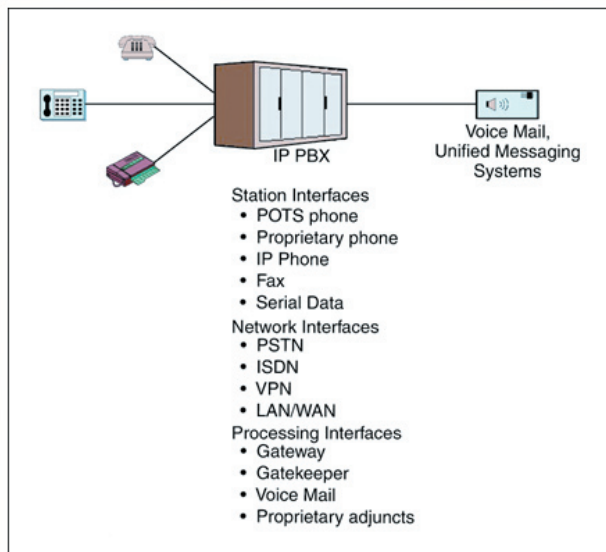 IP PBX
Voice Mail,
Unified Messaging
Systems
Station Interfaces
• POTS phone
• Proprietary phone
• IP Phone
• Fax
• Serial Data
Network Interfaces
• PSTN
• ISDN
• VPN
• LAN/WAN
Processing Interfaces
• Gateway
• Gatekeeper
• Voice Mail
• Proprietary adjuncts